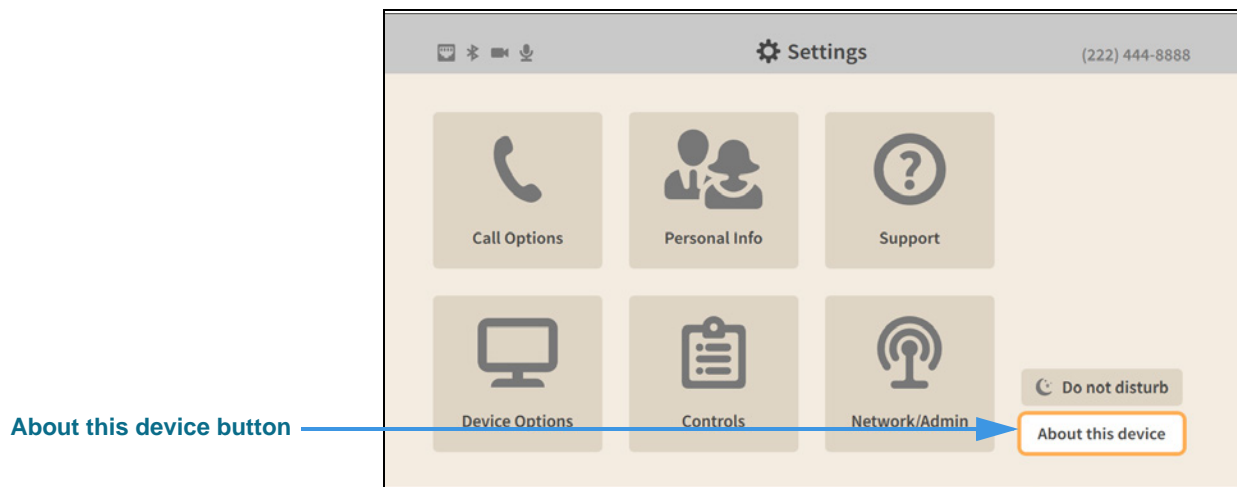 Settings
(222) 444-8888
Call Options
Personal Info
Support
Device Options
Controls
Network/Admin
Do not disturb
About this device
About this device button